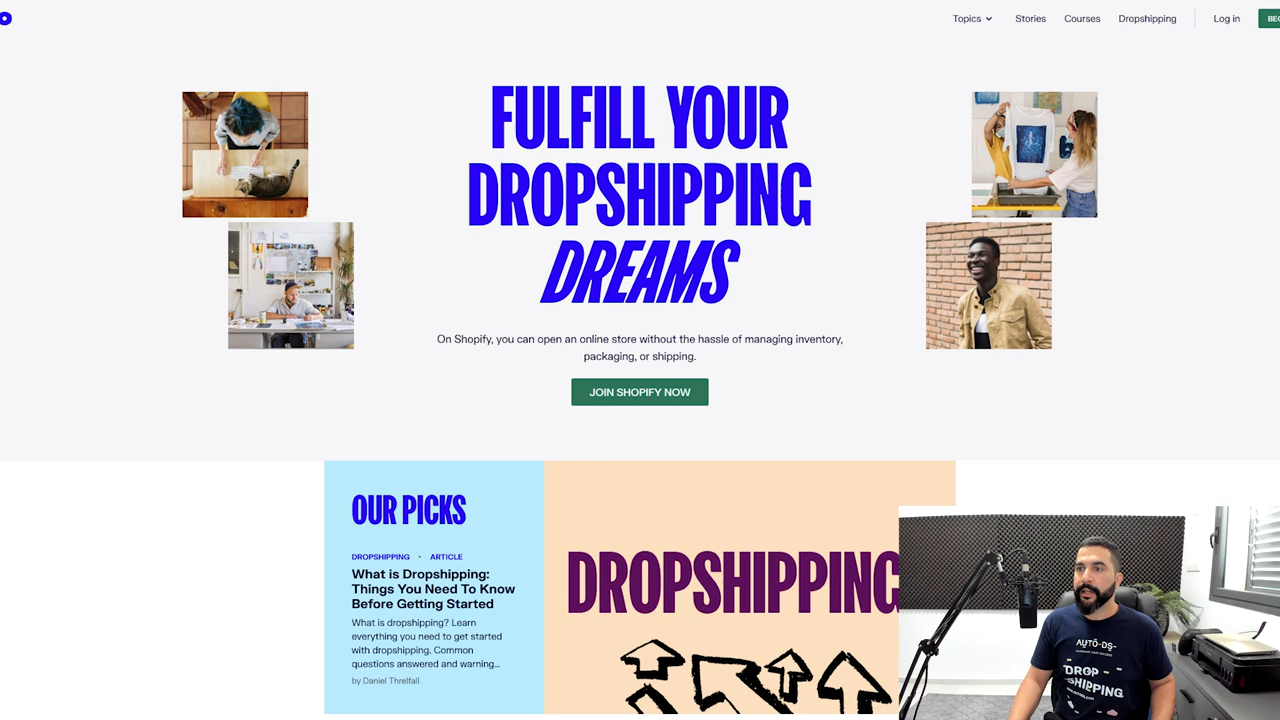 Topics
Stories
Courses
Dropshipping
Log in
FULFILL YOUR
DROPSHIPPING
DREAMS
On Shopify, you can open an online store without the hassle of managing inventory,
packaging, or shipping.
JOIN SHOPIFY NOW
OUR PICKS
DROPSHIPPING • ARTICLE
What is Dropshipping:
Things You Need To Know
Before Getting Started
What is dropshipping? Learn
everything you need to get started
with dropshipping. Common
questions answered and warning...
by Daniel Threlfall
DROPSHIPPING
AUTO-DS
DROP
SHIPPING